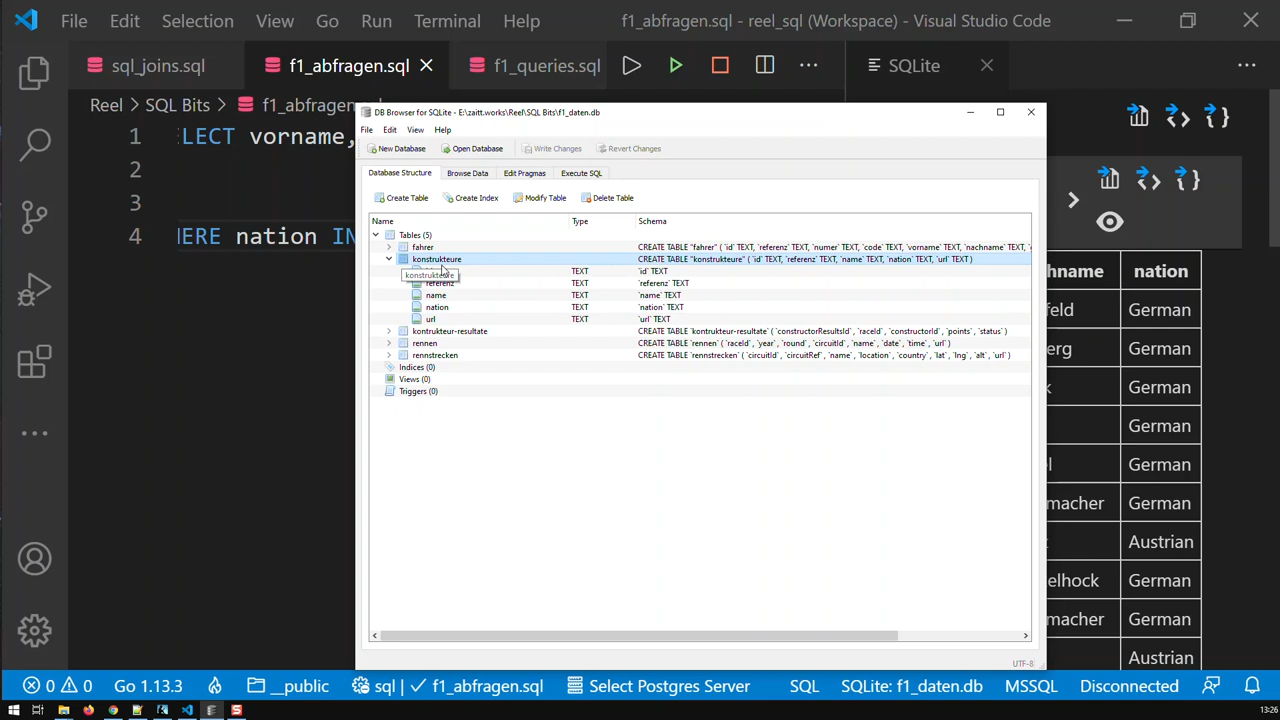 File Edit Selection View Go Run Terminal Help f1_abfragen.sql - reel_sql (Workspace) - Visual Studio Code
sql_joins.sql f1_abfragen.sql f1_queries.sql SQLite
Reel > SQL Bits > f1_abfragen
1 LECT vorname,
2
3
4 ERE nation IN
DB Browser for SQLite - E:\zaitt.works\Reel\SQL Bits\f1_daten.db
File Edit View Help
New Database Open Database Write Changes Revert Changes
Database Structure Browse Data Edit Pragmas Execute SQL
Create Table Create Index Modify Table Delete Table
Name Type Schema
Tables (5)
fahrer CREATE TABLE "fahrer" ( `id` TEXT, `referenz` TEXT, `numer` TEXT, `code` TEXT, `vorname` TEXT, `nachname` TEXT,
konstrukteure CREATE TABLE "konstrukteure" ( `id` TEXT, `referenz` TEXT, `name` TEXT, `nation` TEXT, `url` TEXT )
TEXT `id` TEXT
konstrukteure
referenz TEXT `referenz` TEXT
name TEXT `name` TEXT
nation TEXT `nation` TEXT
url TEXT `url` TEXT
kontrukteur-resultate CREATE TABLE `kontrukteur-resultate` ( `constructorResultsId`, `raceId`, `constructorId`, `points`, `status` )
rennen CREATE TABLE `rennen` ( `raceId`, `year`, `round`, `circuitId`, `name`, `date`, `time`, `url` )
rennstrecken CREATE TABLE `rennstrecken` ( `circuitId`, `circuitRef`, `name`, `location`, `country`, `lat`, `lng`, `alt`, `url` )
Indices (0)
Views (0)
Triggers (0)
UTF-8
hname nation
feld German
erg German
k German
German
el German
macher German
t Austrian
elhock German
macher German
Austrian
0 0 Go 1.13.3 __public sql | f1_abfragen.sql Select Postgres Server SQL SQLite: f1_daten.db MSSQL Disconnected
13:26